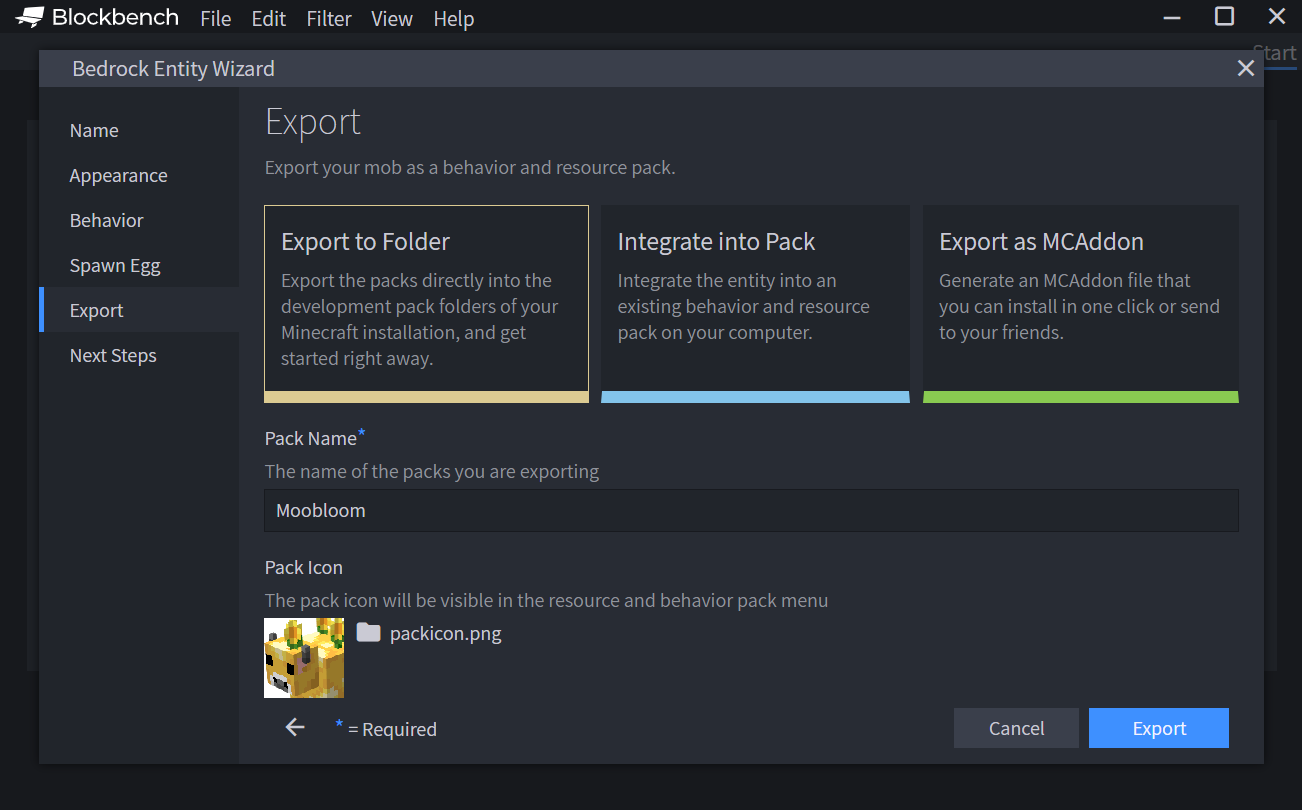 Blockbench File Edit Filter View Help
Start
Bedrock Entity Wizard
Name
Appearance
Behavior
Spawn Egg
Export
Next Steps
Export
Export your mob as a behavior and resource pack.
Export to Folder
Export the packs directly into the
development pack folders of your
Minecraft installation, and get
started right away.
Integrate into Pack
Integrate the entity into an
existing behavior and resource
pack on your computer.
Export as MCAddon
Generate an MCAddon file that
you can install in one click or send
to your friends.
Pack Name*
The name of the packs you are exporting
Moobloom
Pack Icon
The pack icon will be visible in the resource and behavior pack menu
packicon.png
* = Required
Cancel
Export